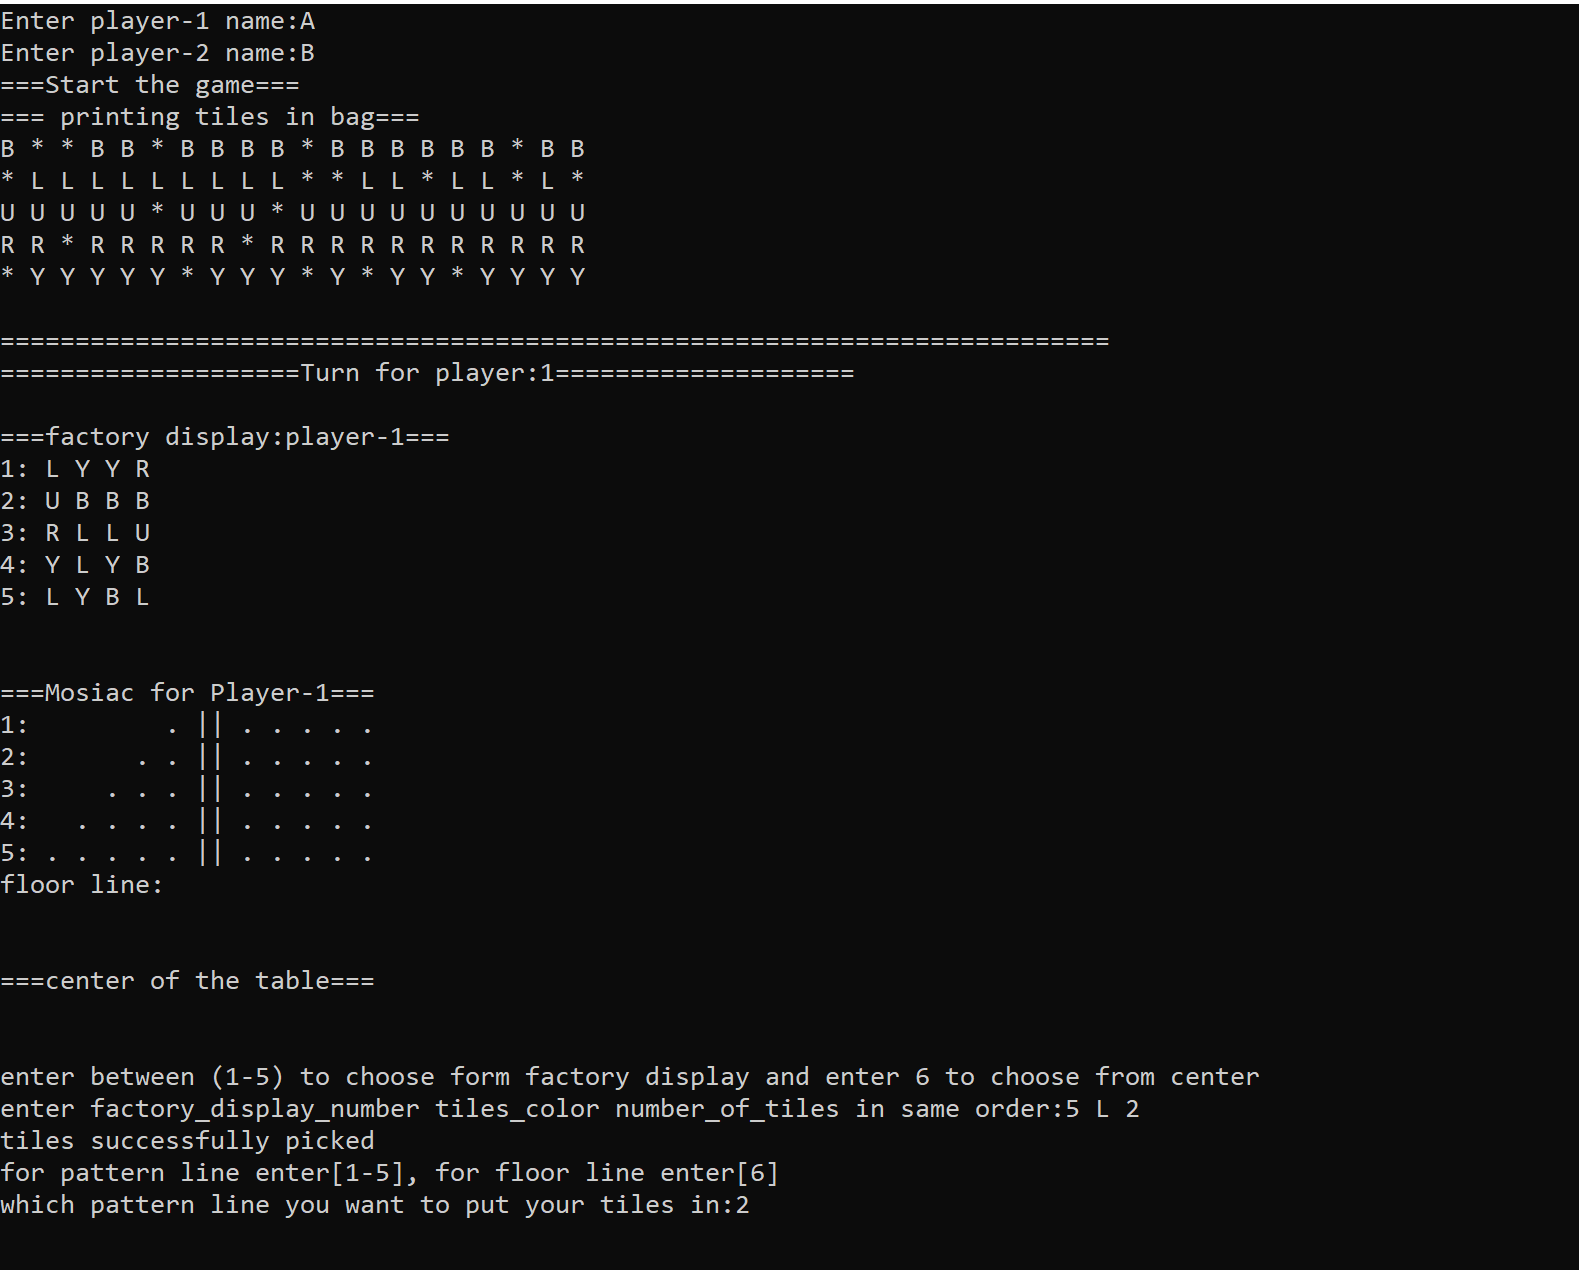 Enter player-1 name:A
Enter player-2 name:B
===Start the game===
=== printing tiles in bag===
B * * B B * B B B B * B B B B B B * B B
* L L L L L L L L L * * L L * L L * L *
U U U U U * U U U * U U U U U U U U U U
R R * R R R R R * R R R R R R R R R R R
* Y Y Y Y Y * Y Y Y * Y * Y Y * Y Y Y Y
==========================================================================
====================Turn for player:1====================
===factory display:player-1===
1: L Y Y R
2: U B B B
3: R L L U
4: Y L Y B
5: L Y B L
===Mosiac for Player-1===
1:         . || . . . . .
2:       . . || . . . . .
3:     . . . || . . . . .
4:   . . . . || . . . . .
5: . . . . . || . . . . .
floor line:
===center of the table===
enter between (1-5) to choose form factory display and enter 6 to choose from center
enter factory_display_number tiles_color number_of_tiles in same order:5 L 2
tiles successfully picked
for pattern line enter[1-5], for floor line enter[6]
which pattern line you want to put your tiles in:2